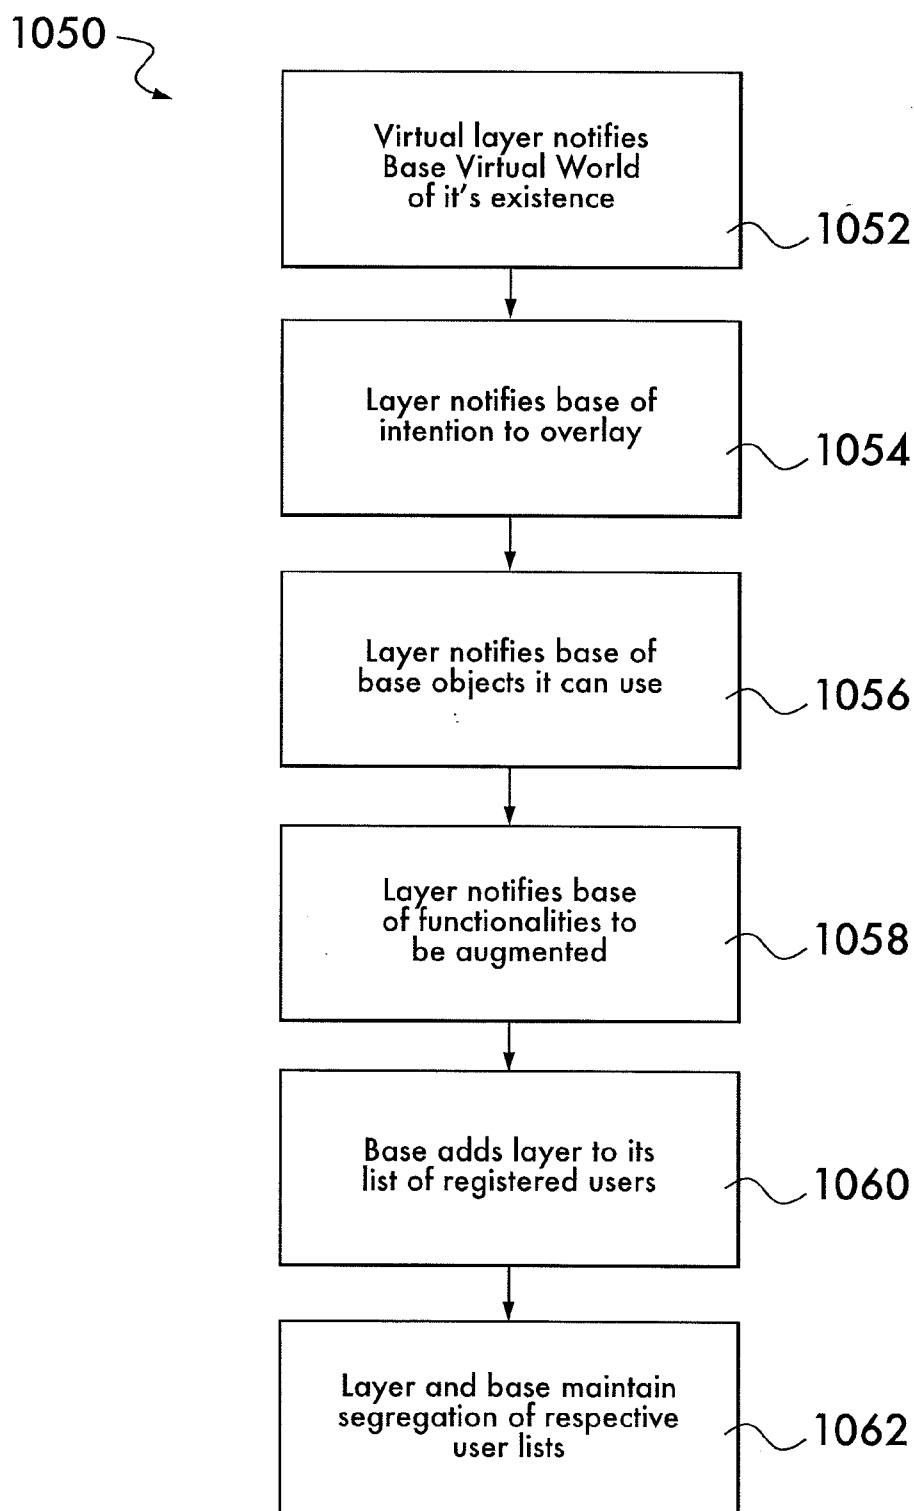 1050
Virtual layer notifies
Base Virtual World
of it's existence
1052
Layer notifies base of
intention to overlay
1054
Layer notifies base of
base objects it can use
1056
Layer notifies base
of functionalities to
be augmented
1058
Base adds layer to its
list of registered users
1060
Layer and base maintain
segregation of respective
user lists
1062